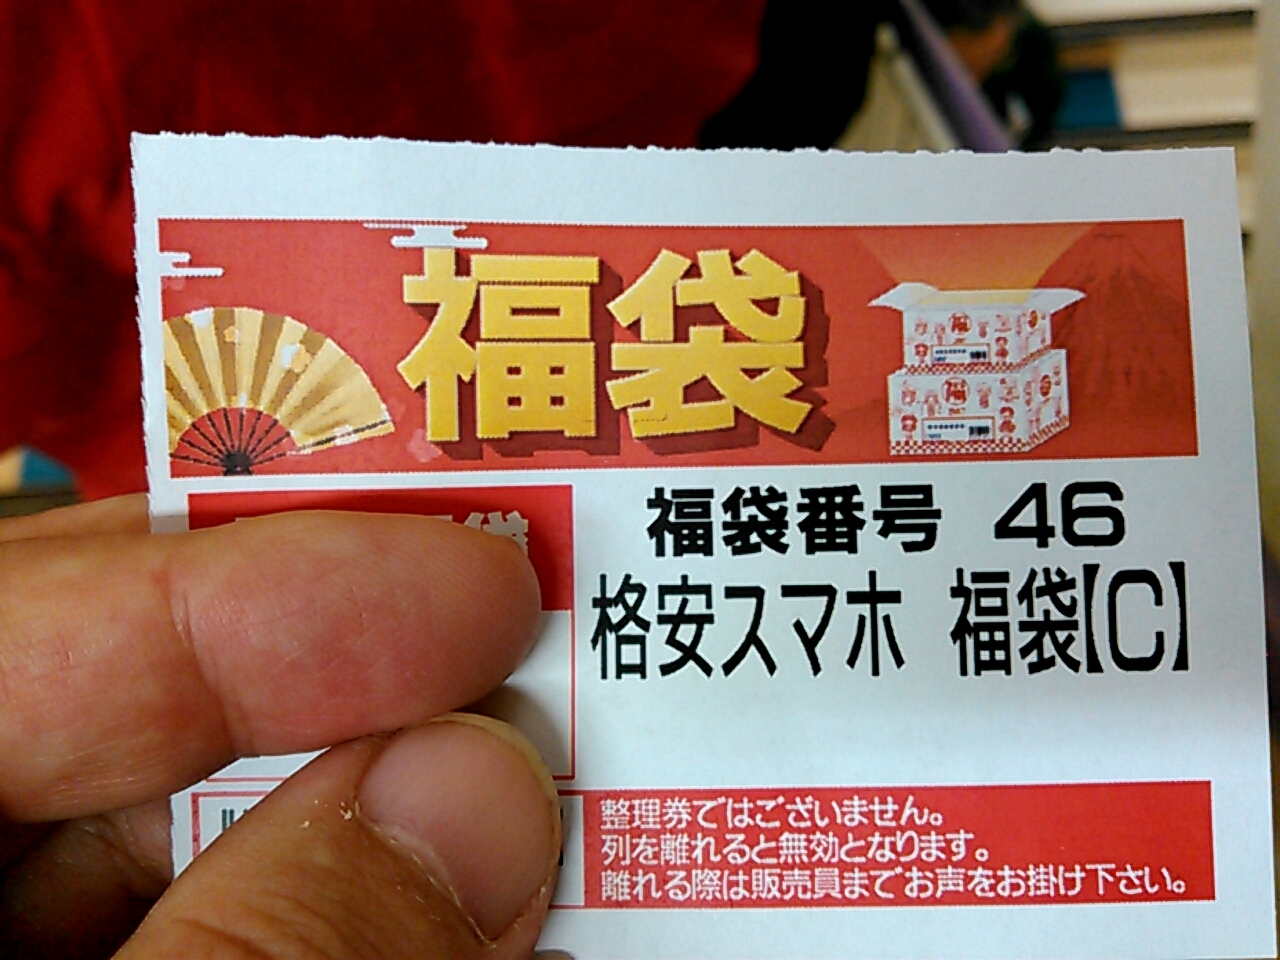 福袋
福袋番号 46
格安スマホ 福袋【C】
整理券ではございません。
列を離れると無効となります。
離れる際は販売員までお声をお掛け下さい。